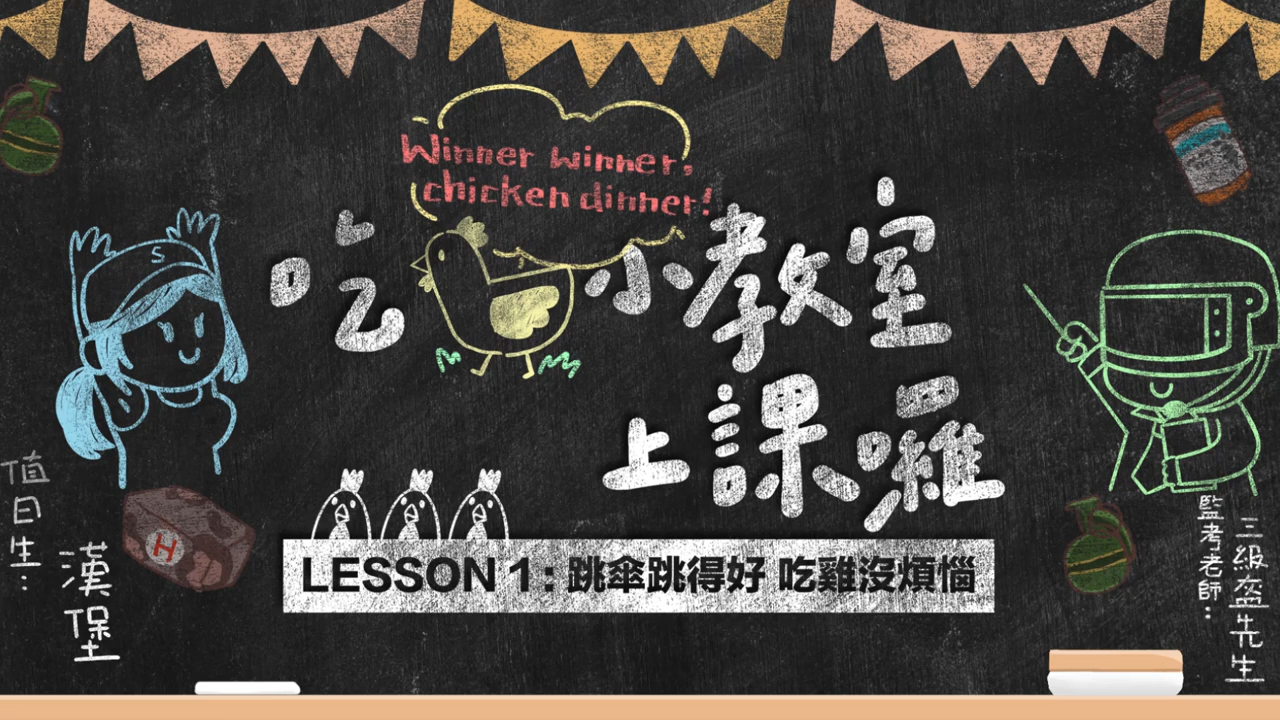 Winner winner,
chicken dinner!
吃 小教室
上課囉
LESSON 1 : 跳傘跳得好 吃雞沒煩惱
值日生：
漢堡
監考老師：
三級盔先生
5
H